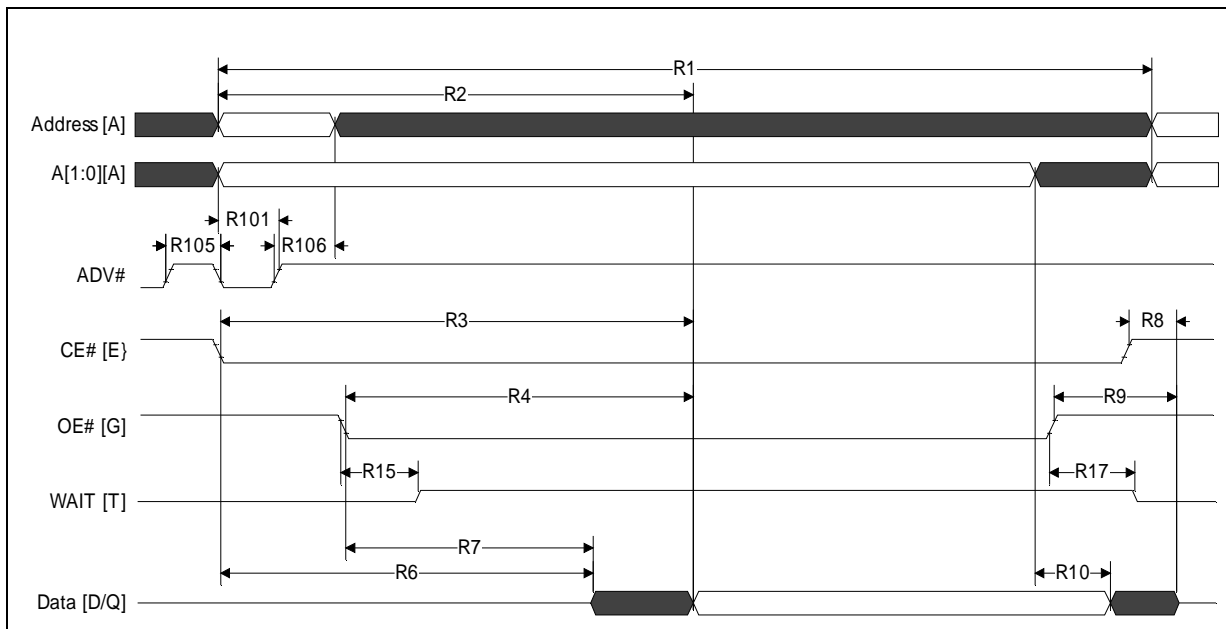 R1
R2
Address [A]
A[1:0][A]
R101
R105
R106
ADV#
R3
R8
CE# [E}
R4
R9
OE# [G]
R15
R17
WAIT [T]
R7
R6
R10
Data [D/Q]